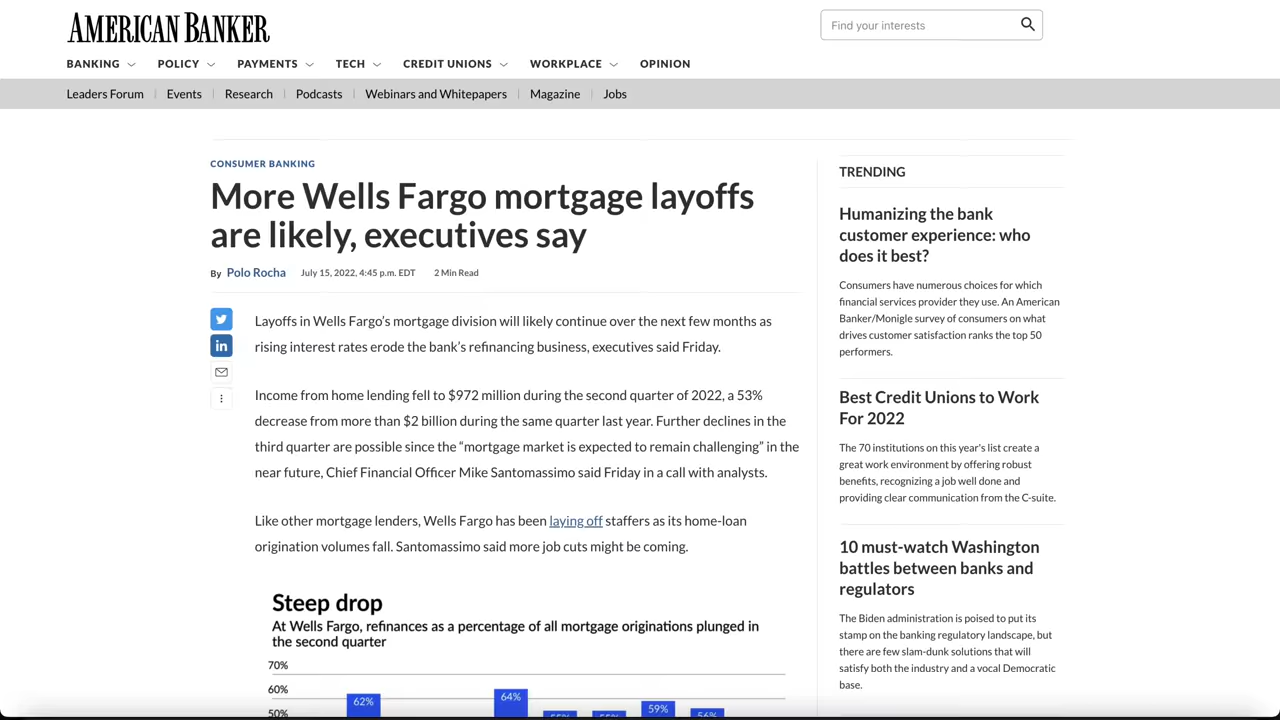 AMERICAN BANKER
Find your interests
BANKING POLICY PAYMENTS TECH CREDIT UNIONS WORKPLACE OPINION
Leaders Forum Events Research Podcasts Webinars and Whitepapers Magazine Jobs
CONSUMER BANKING
More Wells Fargo mortgage layoffs
are likely, executives say
By Polo Rocha July 15, 2022, 4:45 p.m. EDT 2 Min Read
Layoffs in Wells Fargo’s mortgage division will likely continue over the next few months as
rising interest rates erode the bank’s refinancing business, executives said Friday.
Income from home lending fell to $972 million during the second quarter of 2022, a 53%
decrease from more than $2 billion during the same quarter last year. Further declines in the
third quarter are possible since the “mortgage market is expected to remain challenging” in the
near future, Chief Financial Officer Mike Santomassimo said Friday in a call with analysts.
Like other mortgage lenders, Wells Fargo has been laying off staffers as its home-loan
origination volumes fall. Santomassimo said more job cuts might be coming.
Steep drop
At Wells Fargo, refinances as a percentage of all mortgage originations plunged in
the second quarter
70%
60%
50%
62%
64%
55%
55%
59%
56%
TRENDING
Humanizing the bank
customer experience: who
does it best?
Consumers have numerous choices for which
financial services provider they use. An American
Banker/Monigle survey of consumers on what
drives customer satisfaction ranks the top 50
performers.
Best Credit Unions to Work
For 2022
The 70 institutions on this year's list create a
great work environment by offering robust
benefits, recognizing a job well done and
providing clear communication from the C-suite.
10 must-watch Washington
battles between banks and
regulators
The Biden administration is poised to put its
stamp on the banking regulatory landscape, but
there are few slam-dunk solutions that will
satisfy both the industry and a vocal Democratic
base.